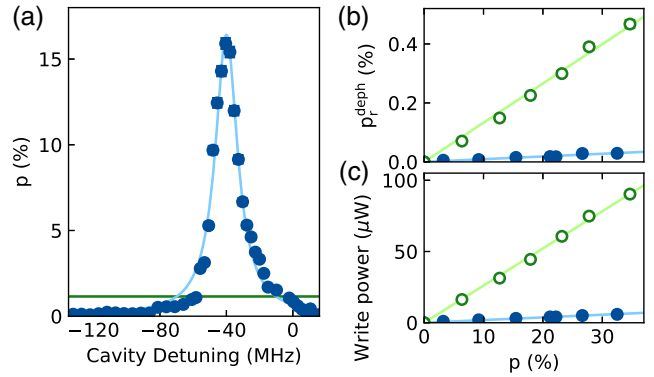 (a)
15
10
5
0
p (%)
−120
−80
−40
0
Cavity Detuning (MHz)
(b)
0.4
0.2
0.0
p_r^deph (%)
(c)
100
50
0
Write power (μW)
0
10
20
30
p (%)